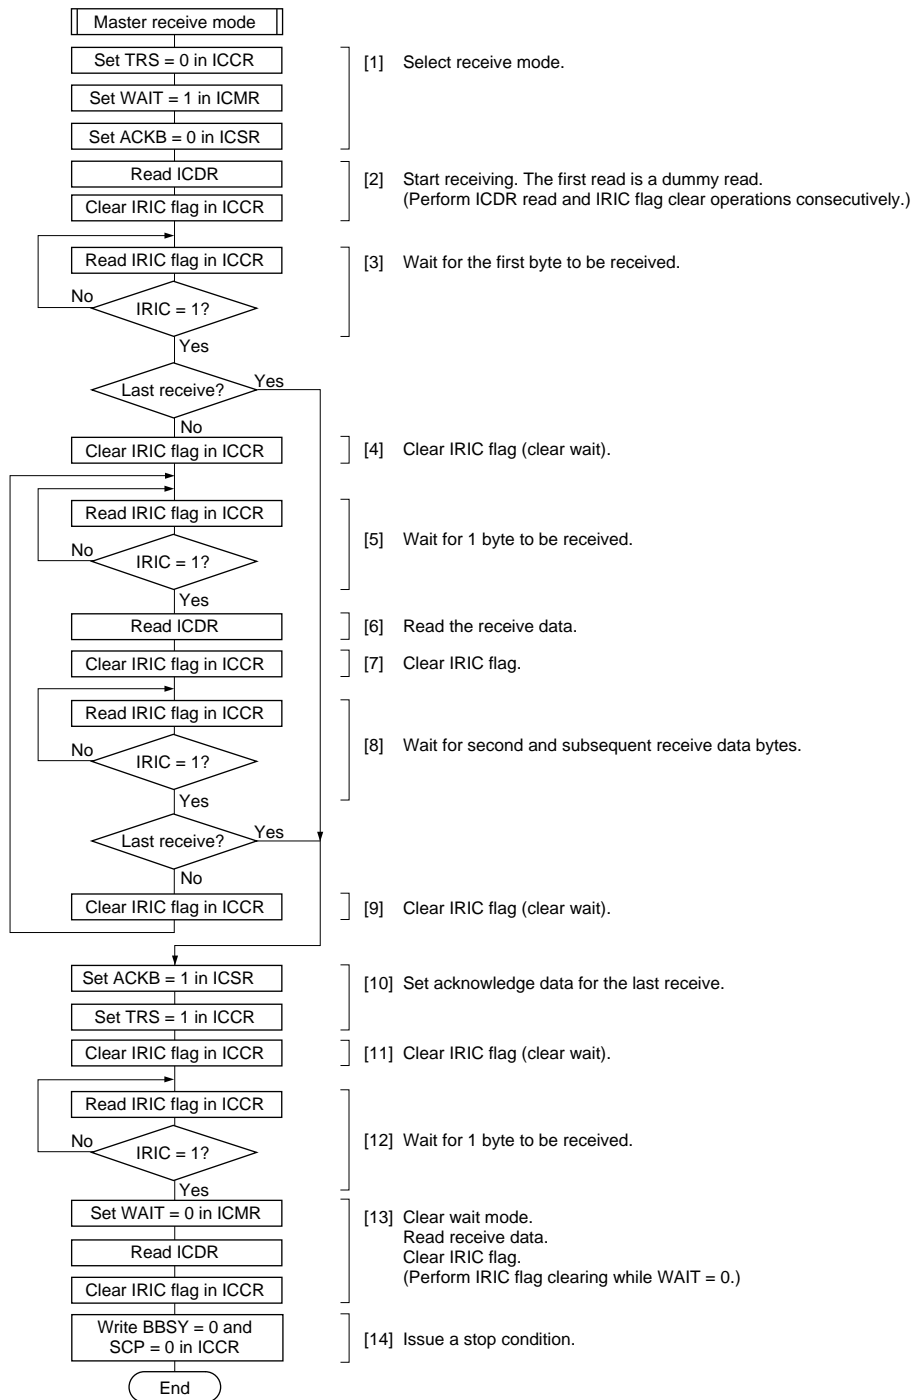 Master receive mode
Set TRS = 0 in ICCR
[1] Select receive mode.
Set WAIT = 1 in ICMR
Set ACKB = 0 in ICSR
Read ICDR
[2] Start receiving. The first read is a dummy read.
(Perform ICDR read and IRIC flag clear operations consecutively.)
Clear IRIC flag in ICCR
Read IRIC flag in ICCR
[3] Wait for the first byte to be received.
No
IRIC = 1?
Yes
Last receive?
Yes
No
Clear IRIC flag in ICCR
[4] Clear IRIC flag (clear wait).
Read IRIC flag in ICCR
[5] Wait for 1 byte to be received.
No
IRIC = 1?
Yes
Read ICDR
[6] Read the receive data.
Clear IRIC flag in ICCR
[7] Clear IRIC flag.
Read IRIC flag in ICCR
[8] Wait for second and subsequent receive data bytes.
No
IRIC = 1?
Yes
Last receive?
Yes
No
Clear IRIC flag in ICCR
[9] Clear IRIC flag (clear wait).
Set ACKB = 1 in ICSR
[10] Set acknowledge data for the last receive.
Set TRS = 1 in ICCR
Clear IRIC flag in ICCR
[11] Clear IRIC flag (clear wait).
Read IRIC flag in ICCR
[12] Wait for 1 byte to be received.
No
IRIC = 1?
Yes
Set WAIT = 0 in ICMR
[13] Clear wait mode.
Read receive data.
Clear IRIC flag.
(Perform IRIC flag clearing while WAIT = 0.)
Read ICDR
Clear IRIC flag in ICCR
Write BBSY = 0 and
SCP = 0 in ICCR
[14] Issue a stop condition.
End